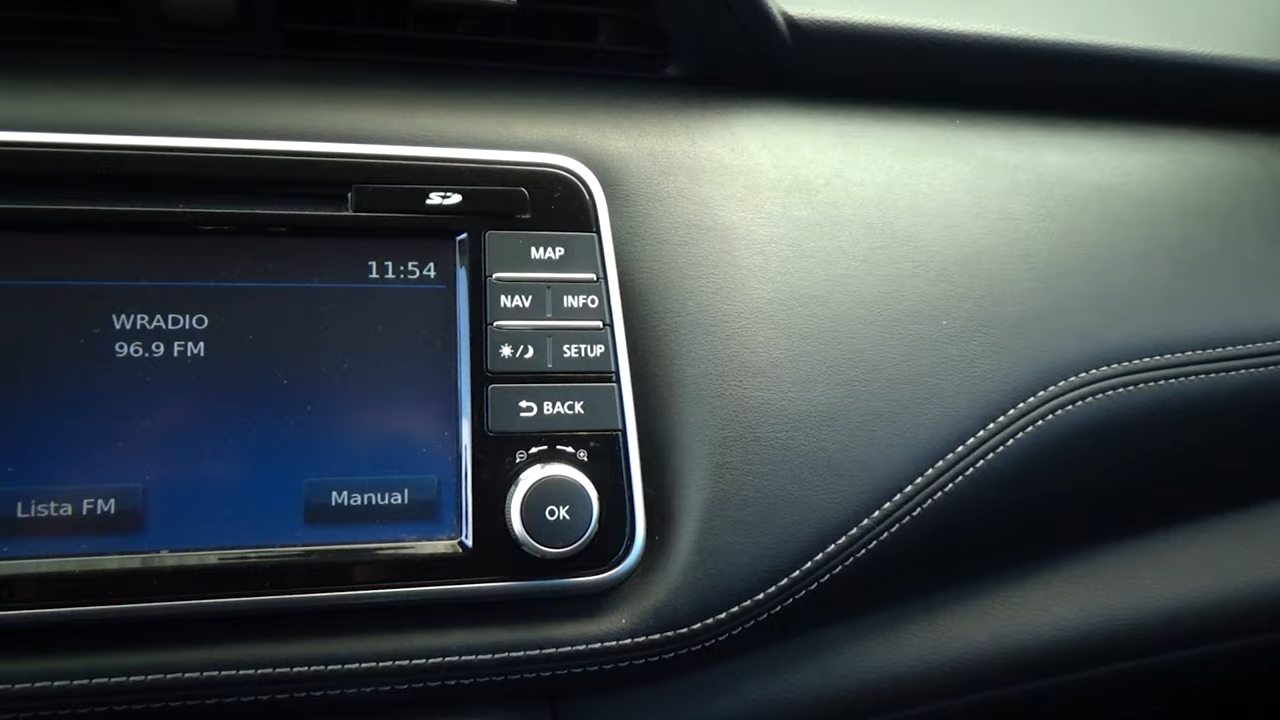 SD
MAP
11:54
NAV INFO
WRADIO
96.9 FM
SETUP
BACK
Lista FM
Manual
OK